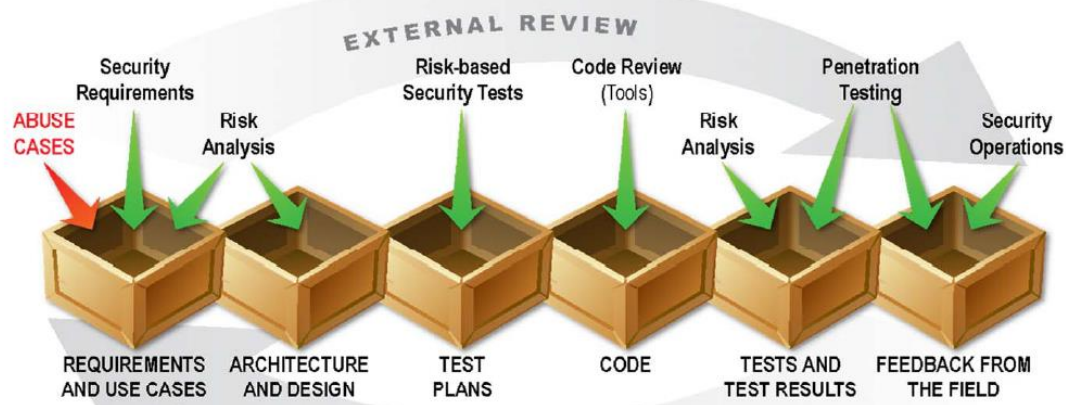 EXTERNAL REVIEW
Security
Requirements
Risk-based
Security Tests
Code Review
(Tools)
Penetration
Testing
ABUSE
CASES
Risk
Analysis
Risk
Analysis
Security
Operations
REQUIREMENTS
AND USE CASES
ARCHITECTURE
AND DESIGN
TEST
PLANS
CODE
TESTS AND
TEST RESULTS
FEEDBACK FROM
THE FIELD